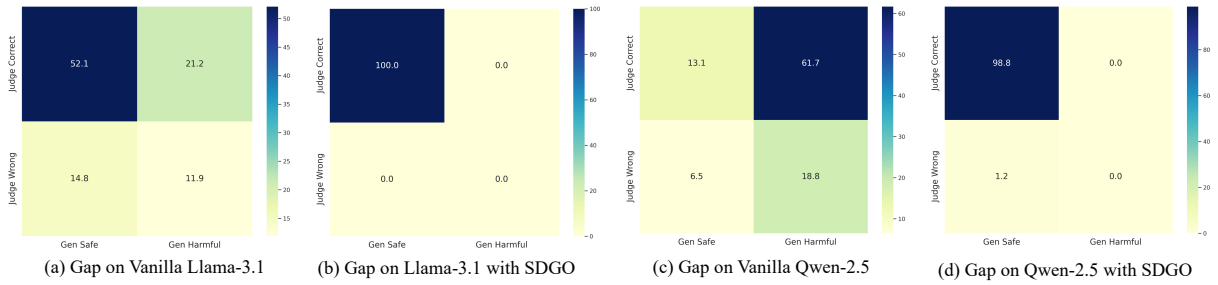 Judge Correct
Judge Wrong
52.1
21.2
14.8
11.9
Gen Safe
Gen Harmful
50
45
40
35
30
25
20
15
(a) Gap on Vanilla Llama-3.1
Judge Correct
Judge Wrong
100.0
0.0
0.0
0.0
Gen Safe
Gen Harmful
100
80
60
40
20
0
(b) Gap on Llama-3.1 with SDGO
Judge Correct
Judge Wrong
13.1
61.7
6.5
18.8
Gen Safe
Gen Harmful
60
50
40
30
20
10
(c) Gap on Vanilla Qwen-2.5
Judge Correct
Judge Wrong
98.8
0.0
1.2
0.0
Gen Safe
Gen Harmful
80
60
40
20
0
(d) Gap on Qwen-2.5 with SDGO